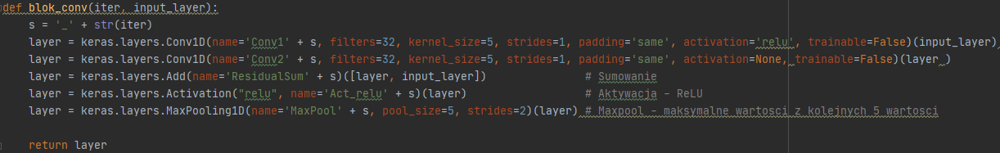 def blok_conv(iter, input_layer):
    s = '_' + str(iter)
    layer = keras.layers.Conv1D(name='Conv1' + s, filters=32, kernel_size=5, strides=1, padding='same', activation='relu', trainable=False)(input_layer)
    layer = keras.layers.Conv1D(name='Conv2' + s, filters=32, kernel_size=5, strides=1, padding='same', activation=None, trainable=False)(layer )
    layer = keras.layers.Add(name='ResidualSum' + s)([layer, input_layer])               # Sumowanie
    layer = keras.layers.Activation("relu", name='Act_relu' + s)(layer)                  # Aktywacja - ReLU
    layer = keras.layers.MaxPooling1D(name='MaxPool' + s, pool_size=5, strides=2)(layer) # Maxpool - maksymalne wartosci z kolejnych 5 wartosci
    return layer